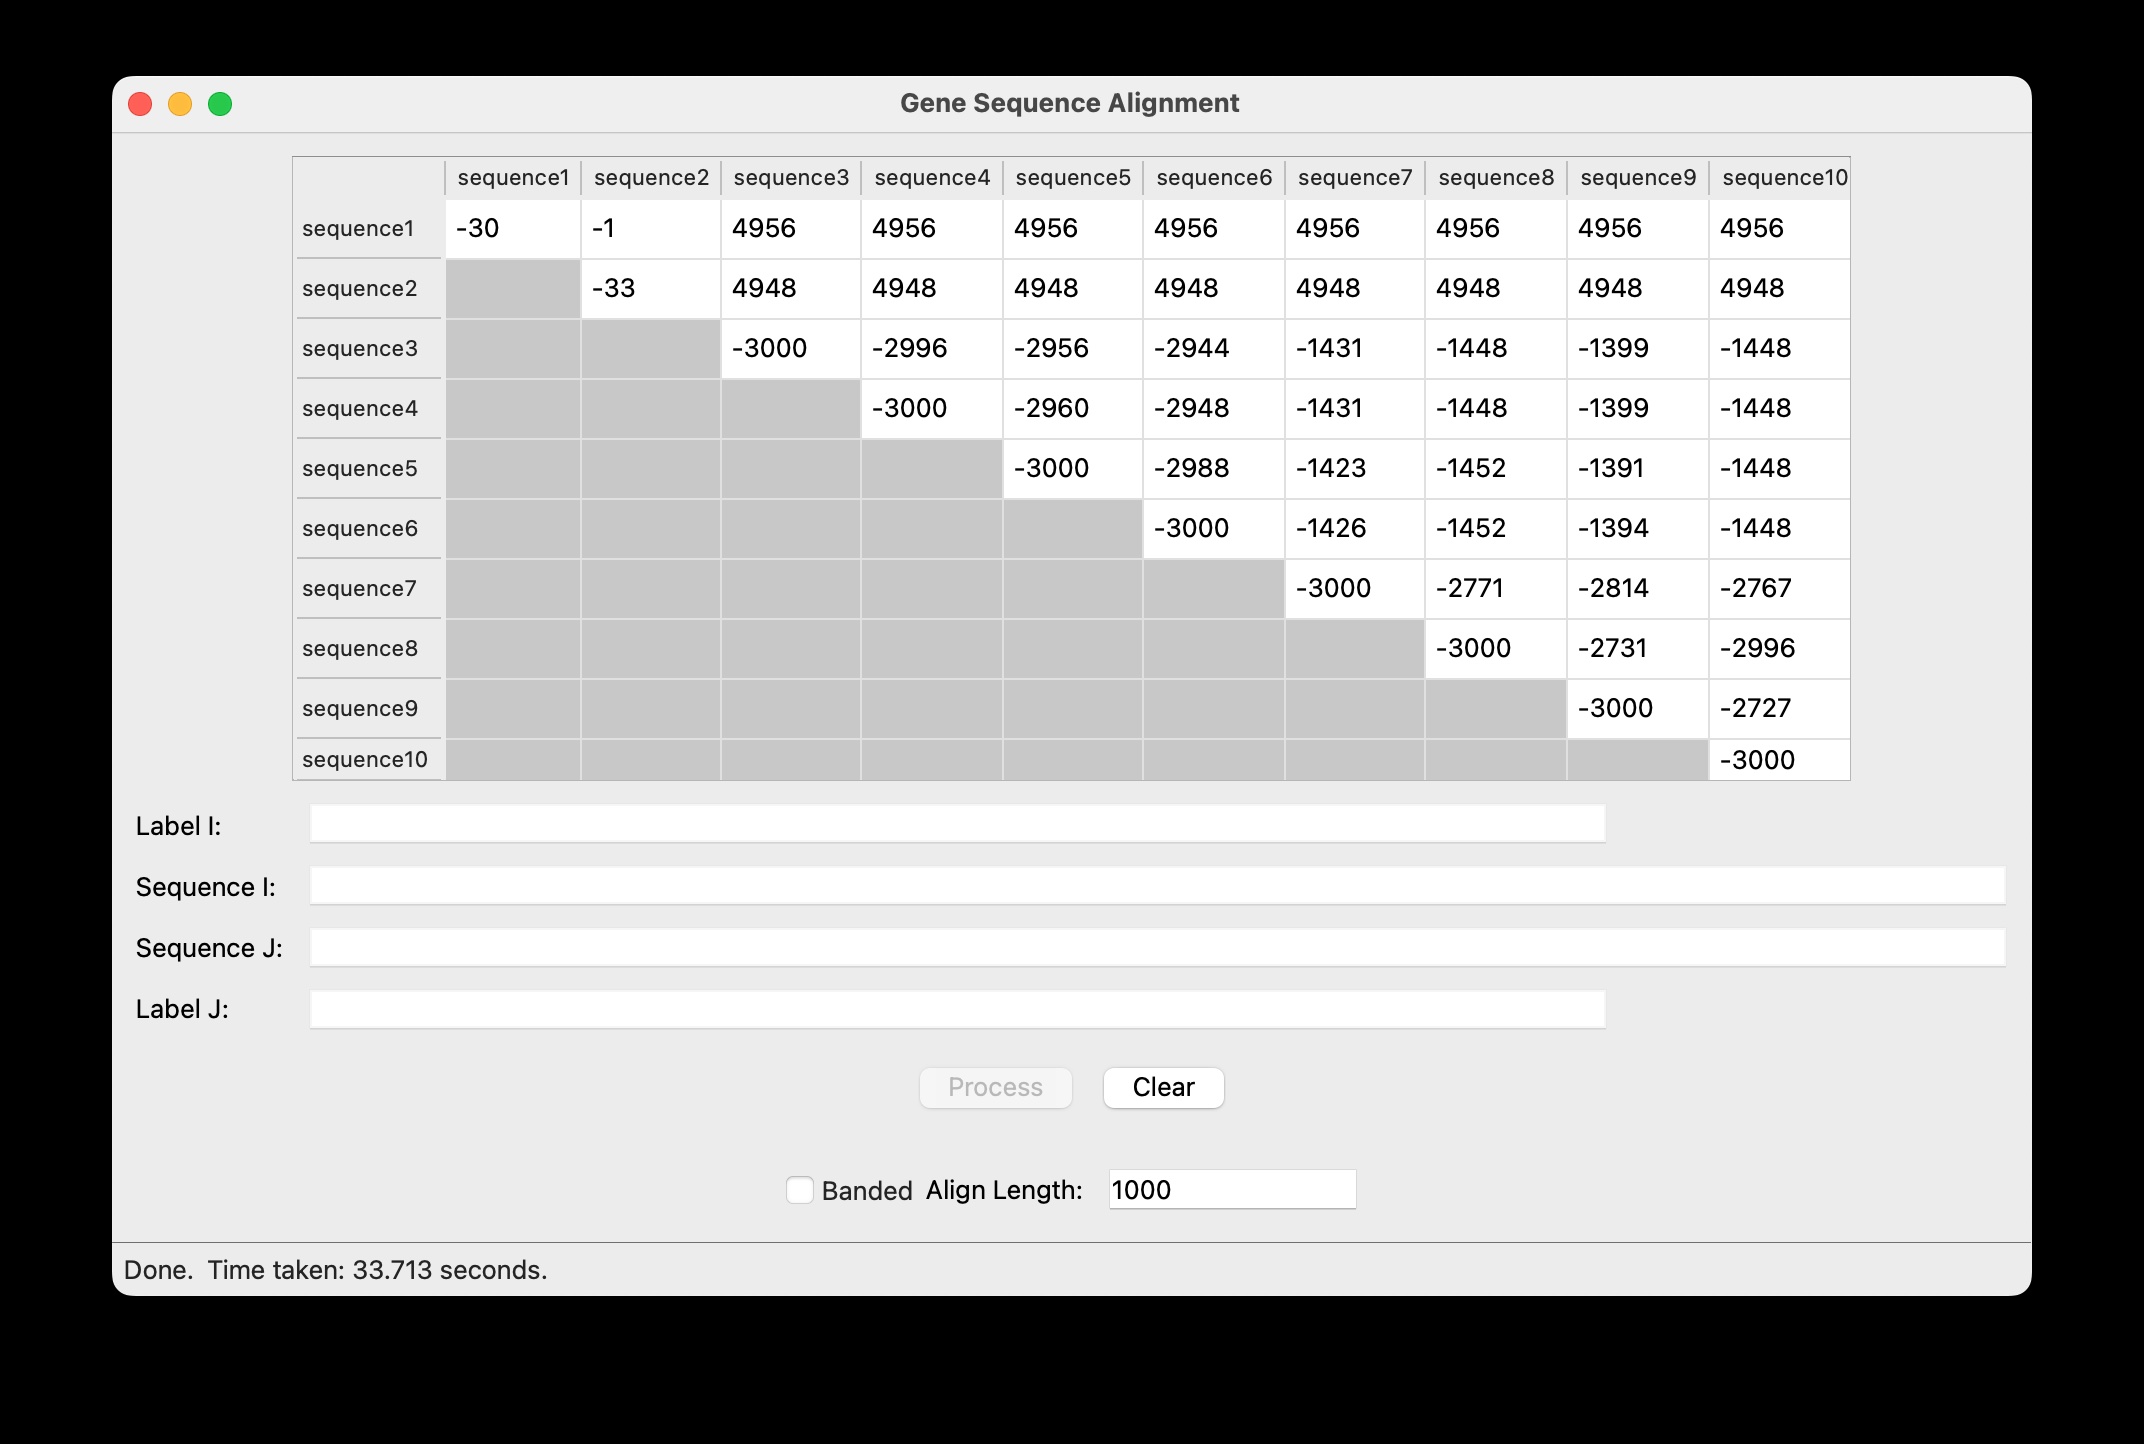 Gene Sequence Alignment
sequence1 sequence2 sequence3 sequence4 sequence5 sequence6 sequence7 sequence8 sequence9 sequence10
sequence1 -30 -1 4956 4956 4956 4956 4956 4956 4956 4956
sequence2 -33 4948 4948 4948 4948 4948 4948 4948 4948
sequence3 -3000 -2996 -2956 -2944 -1431 -1448 -1399 -1448
sequence4 -3000 -2960 -2948 -1431 -1448 -1399 -1448
sequence5 -3000 -2988 -1423 -1452 -1391 -1448
sequence6 -3000 -1426 -1452 -1394 -1448
sequence7 -3000 -2771 -2814 -2767
sequence8 -3000 -2731 -2996
sequence9 -3000 -2727
sequence10 -3000
Label I:
Sequence I:
Sequence J:
Label J:
Process Clear
Banded Align Length: 1000
Done. Time taken: 33.713 seconds.